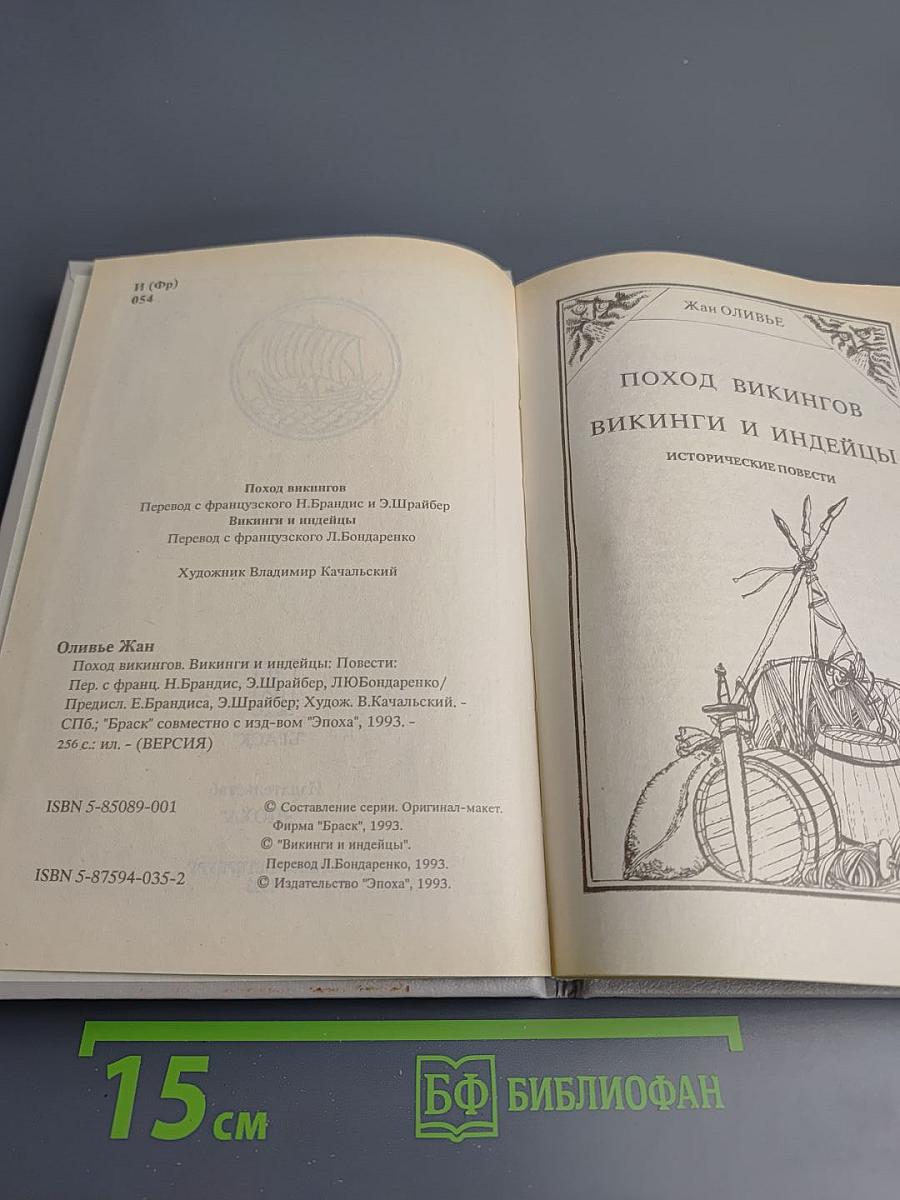 И (Фр)
054
Поход викингов
Перевод с французского Н.Брандис и Э.Шрайбер
Викинги и индейцы
Перевод с французского Л.Бондаренко
Художник Владимир Качальский
Оливье Жан
Поход викингов. Викинги и индейцы: Повести:
Пер. с франц. Н.Брандис, Э.Шрайбер, ЛЮБондаренко/
Предисл. Е.Брандиса, Э.Шрайбер; Худож. В.Качальский. -
СПб.; "Браск" совместно с изд-вом "Эпоха", 1993. -
256 с.: ил. - (ВЕРСИЯ)
ISBN 5-85089-001
ISBN 5-87594-035-2
© Составление серии. Оригинал-макет.
Фирма "Браск", 1993.
© "Викинги и индейцы".
Перевод Л.Бондаренко, 1993.
© Издательство "Эпоха", 1993.
Жан ОЛИВЬЕ
ПОХОД ВИКИНГОВ
ВИКИНГИ И ИНДЕЙЦЫ
ИСТОРИЧЕСКИЕ ПОВЕСТИ
15 см
БФ БИБЛИОФАН